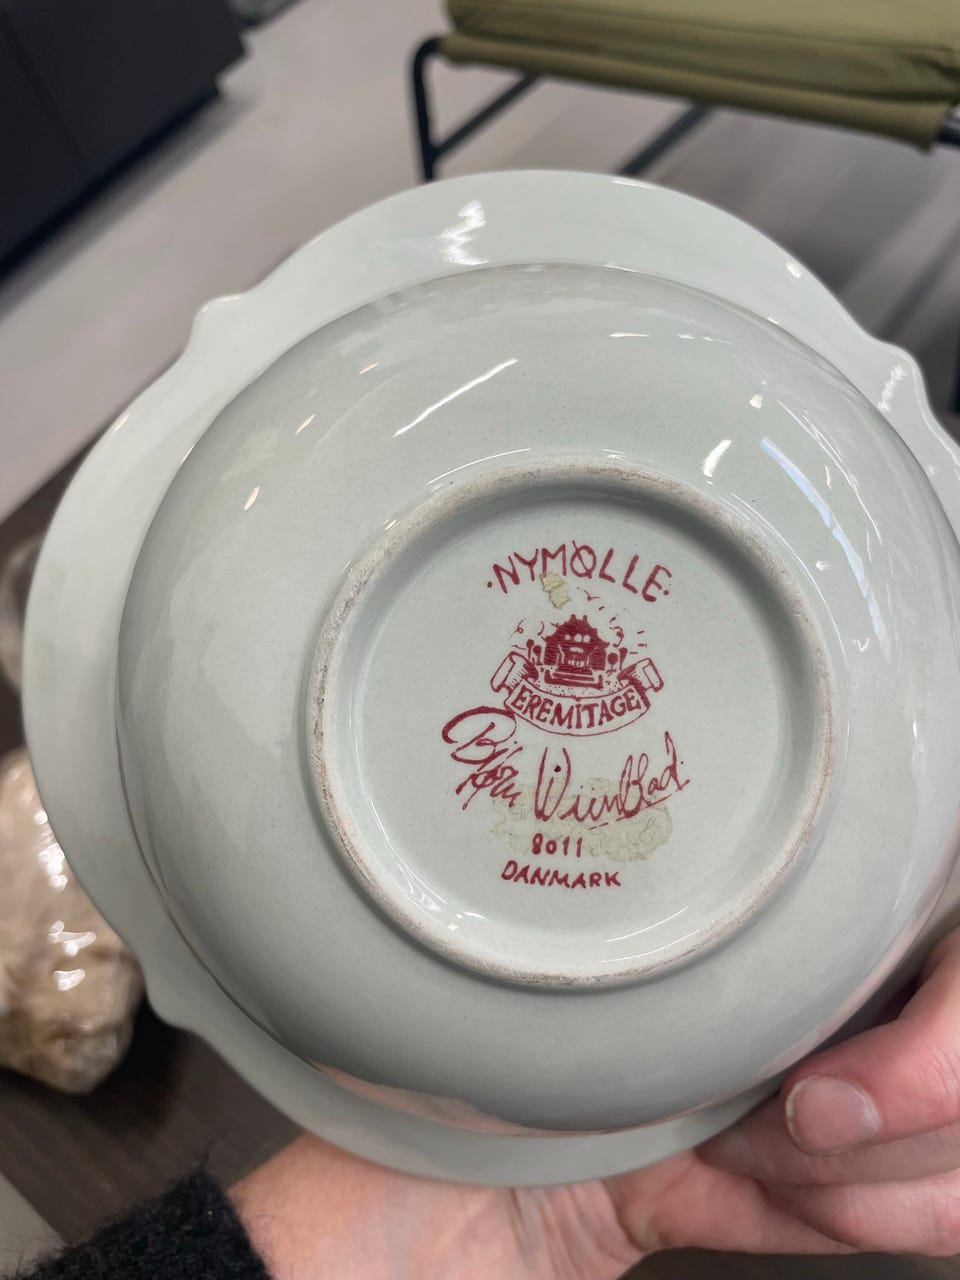 ·NYMØLLE·
EREMITAGE
Bjørn Wiinblad.
8011
DANMARK